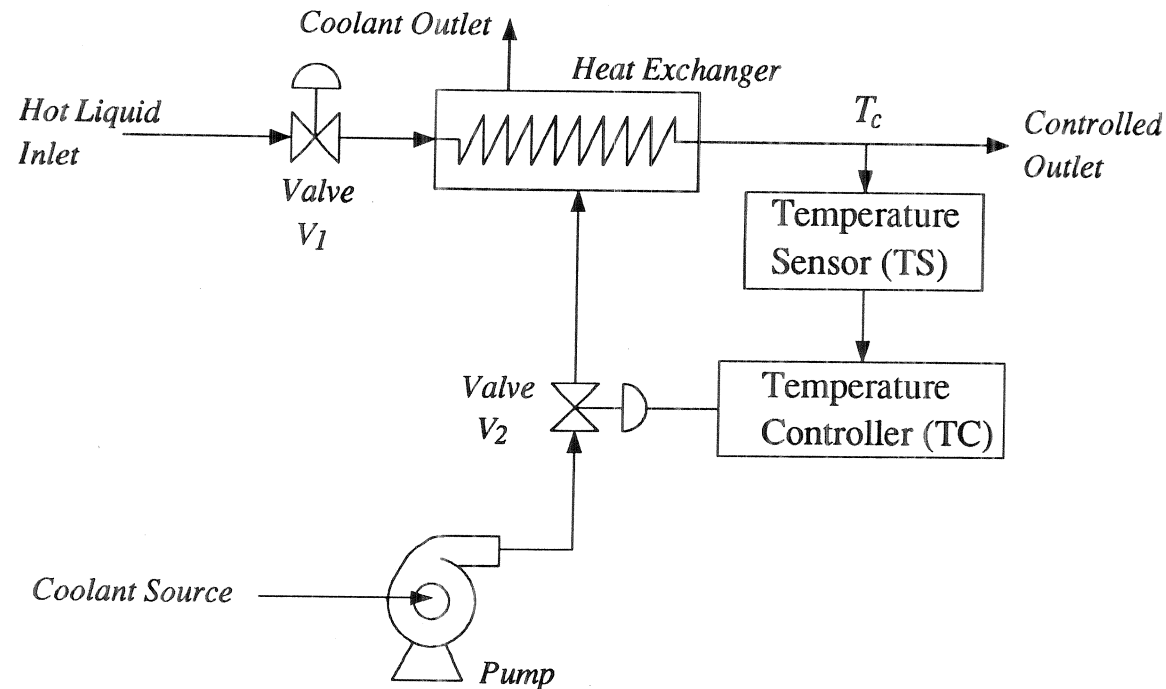 Coolant Outlet
Heat Exchanger
Hot Liquid
Inlet
Valve
V1
Tc
Controlled
Outlet
Temperature
Sensor (TS)
Valve
V2
Temperature
Controller (TC)
Coolant Source
Pump